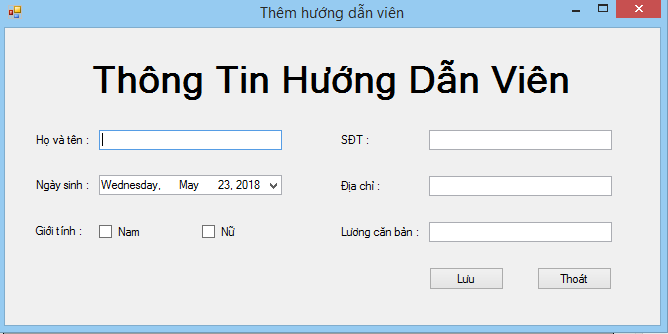 Thêm hướng dẫn viên
Thông Tin Hướng Dẫn Viên
Họ và tên :
SĐT :
Ngày sinh : Wednesday, May 23, 2018
Địa chỉ :
Giới tính : Nam Nữ
Lương căn bản :
Lưu Thoát